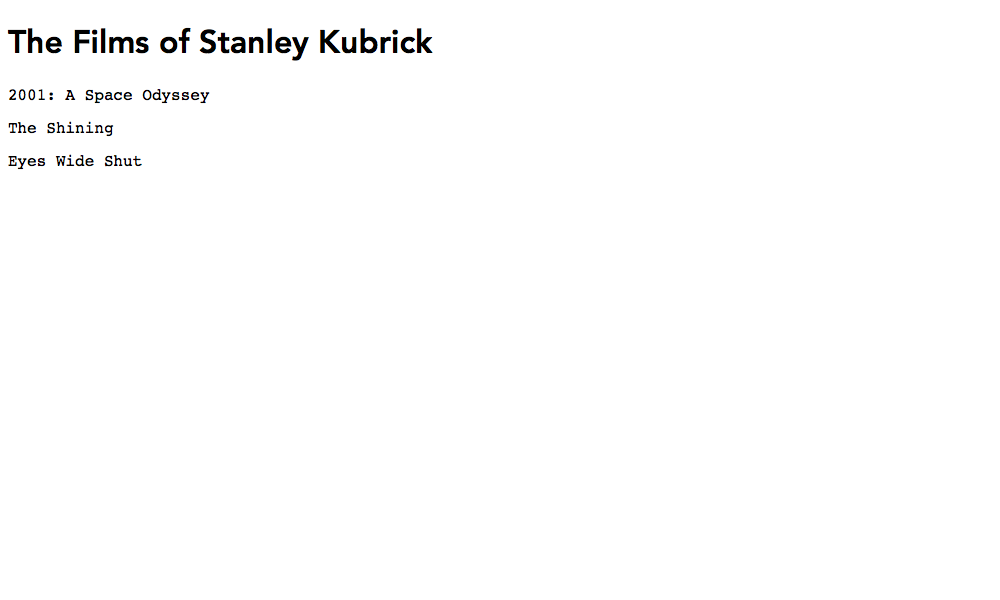 The Films of Stanley Kubrick
2001: A Space Odyssey
The Shining
Eyes Wide Shut